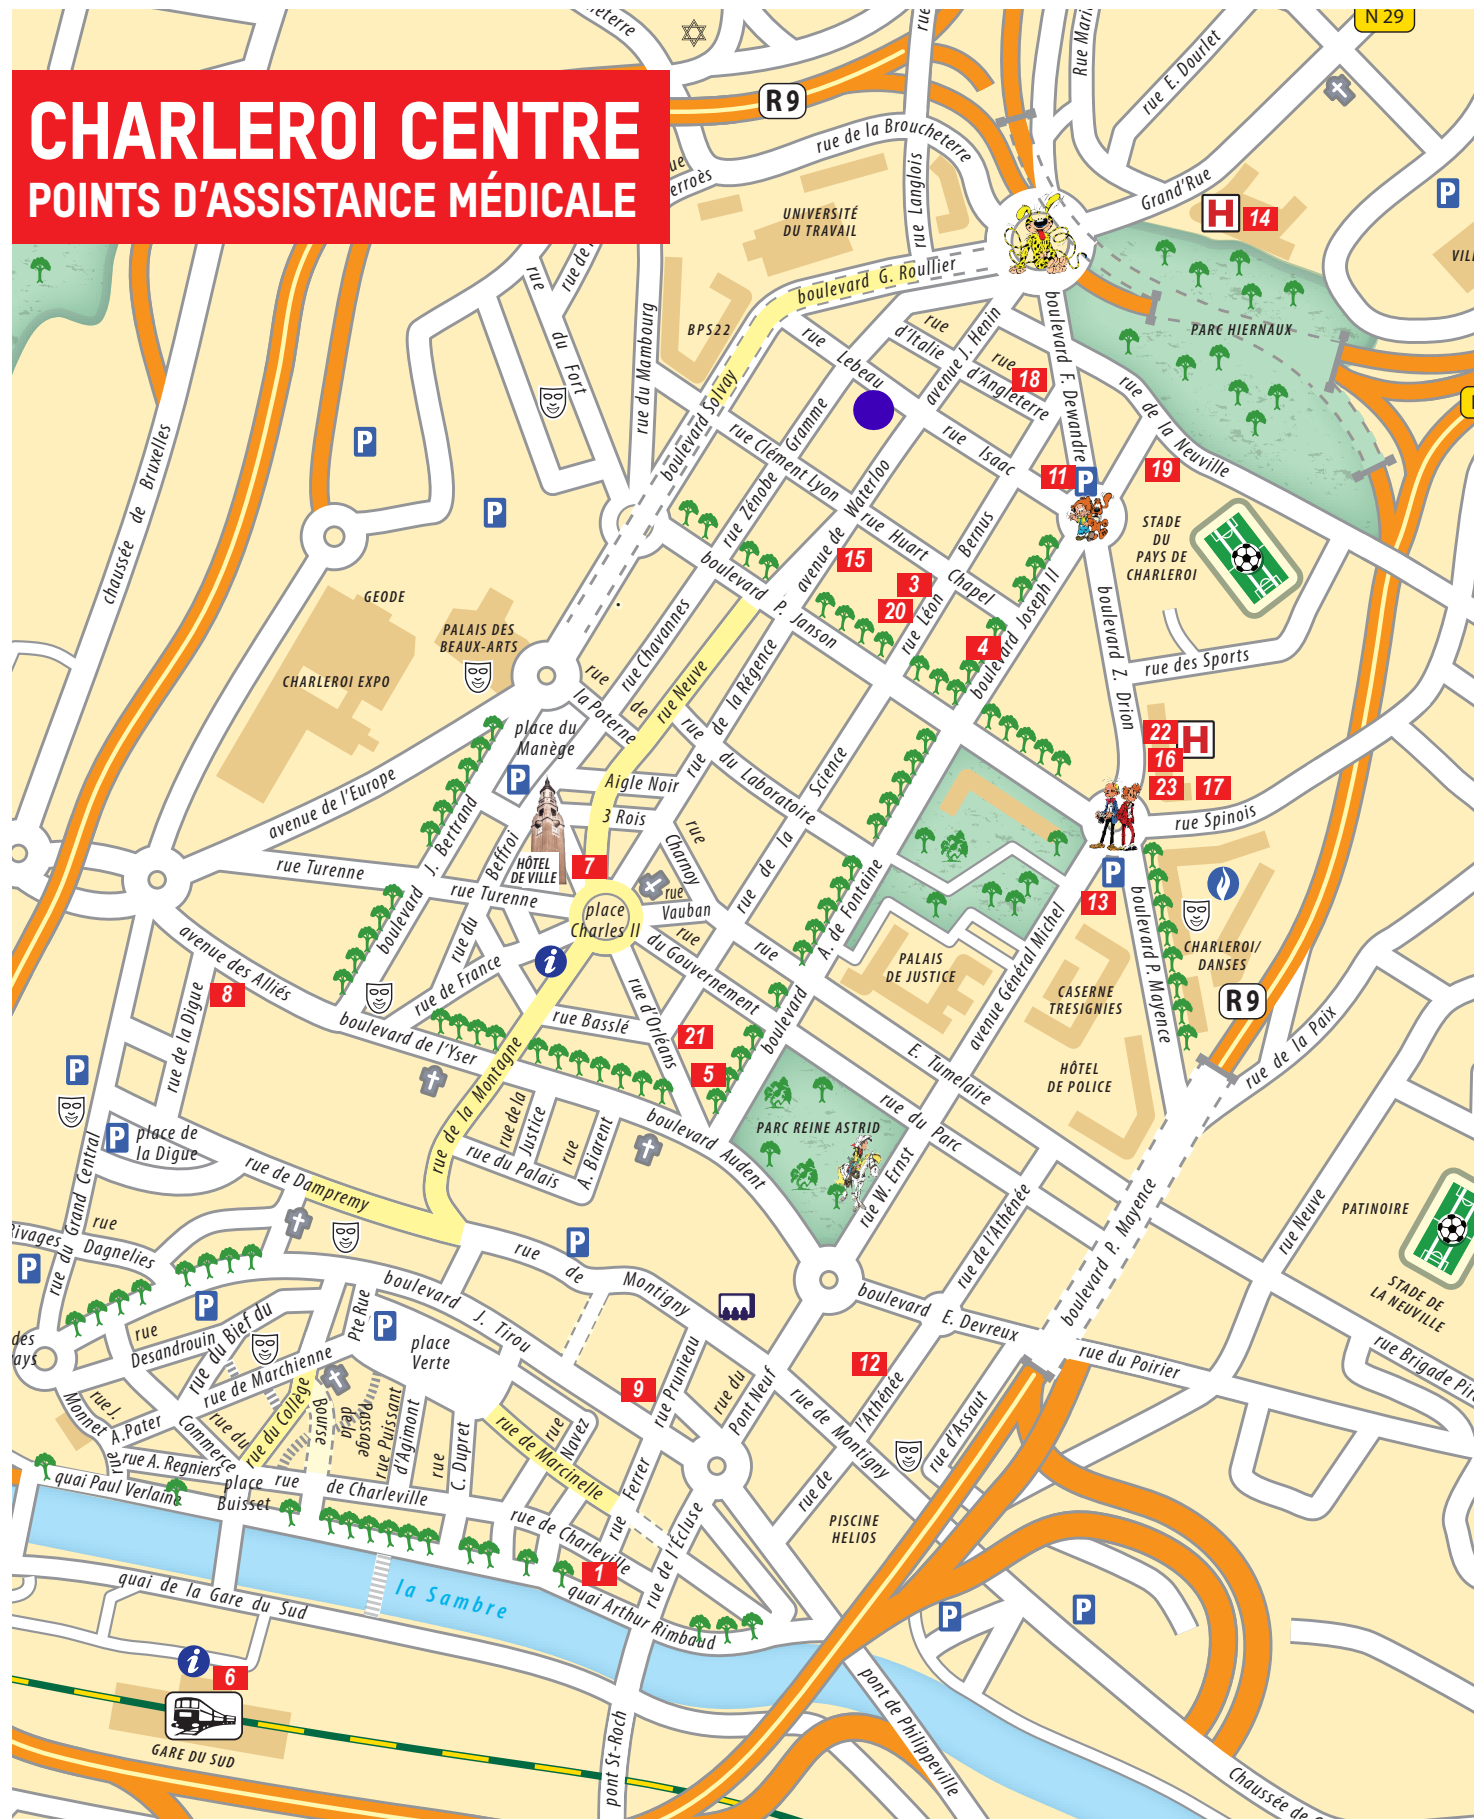 N 29
CHARLEROI CENTRE
POINTS D'ASSISTANCE MÉDICALE
R9
rue E. Dourlet
rue de la Broucheterre
rue Langlois
Grand'Rue
H 14
P
UNIVERSITÉ
DU TRAVAIL
boulevard G. Roullier
BPS22
PARC HIERNAUX
rue du Fort
rue du Mambourg
rue Lebeau
rue d'Italie
avenue J. Henin
rue d'Angleterre
18
boulevard F. Dewandre
rue de la Neuville
boulevard Solvay
rue Zénobe Gramme
rue Clément Lyon
rue Isaac
chaussée de Bruxelles
P
P
11
P
19
avenue de Waterloo
rue Huart Chapel
rue Léon Bernus
STADE
DU
PAYS DE
CHARLEROI
15
3
20
4
GEODE
PALAIS DES
BEAUX-ARTS
CHARLEROI EXPO
boulevard P. Janson
boulevard Joseph II
boulevard Z. Drion
rue des Sports
rue Chavannes
rue de la Poterne
rue Neuve
rue de la Régence
place du
Manège
P
22
H
16
23
17
rue Spinois
Aigle Noir
3 Rois
rue du Laboratoire
rue de la Science
avenue de l'Europe
boulevard J. Bertrand
rue du Beffroi
HÔTEL
DE VILLE
7
rue Charnoy
rue Turenne
rue Turenne
rue
Vauban
place
Charles II
boulevard A. de Fontaine
P
13
i
rue de France
rue du Gouvernement
PALAIS
DE JUSTICE
avenue Général Michel
CASERNE
TRESIGNIES
boulevard P. Mayence
CHARLEROI/
DANSES
R9
avenue des Alliés
8
rue de la Digue
boulevard de l'Yser
rue Basslé
rue d'Orléans
21
5
rue E. Tumelaire
HÔTEL
DE POLICE
rue de la Paix
P
rue de la Montagne
rue de la Justice
rue A. Biarent
rue du Palais
boulevard Audent
PARC REINE ASTRID
rue du Parc
rue W. Ernst
P
place de
la Digue
rue de Dampremy
rue du Grand Central
rue Dagnelies
P
P
rue de Montigny
rue de l'Athénée
boulevard P. Mayence
rue Neuve
PATINOIRE
STADE DE
LA NEUVILLE
boulevard J. Tirou
boulevard E. Devreux
rue du Poirier
P
rue Desandrouin
rue du Bief du
Pte Rue
P
place
Verte
rue de Marchienne
9
rue Prunieau
rue du
Pont Neuf
12
rue de l'Athénée
rue d'Assaut
rue de Montigny
rue J.
Monnet
A.Pater
rue du Commerce
rue du Collège
Passage
de la
Bourse
rue Puissant
d'Agimont
rue
C. Dupret
rue
Navez
rue de Marcinelle
rue A. Regniers
quai Paul Verlaine
place
Buisset
rue de Charleville
rue de Charleville
rue Ferrer
rue de l'Écluse
PISCINE
HELIOS
1
quai de la Gare du Sud
la Sambre
quai Arthur Rimbaud
P
P
i
6
GARE DU SUD
pont St-Roch
pont de Philippeville
Chaussée de